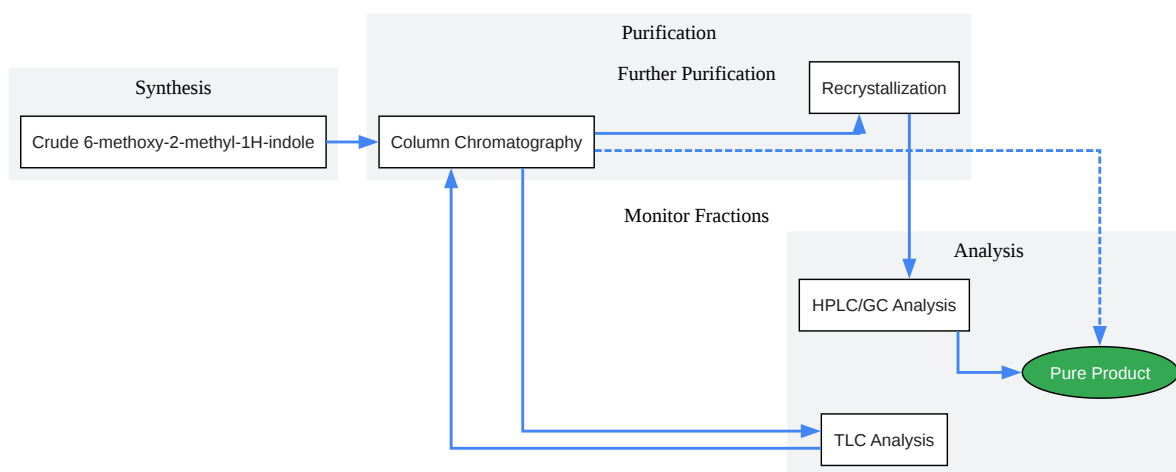 Purification
Further Purification
Synthesis
Recrystallization
Crude 6-methoxy-2-methyl-1H-indole
Column Chromatography
Monitor Fractions
Analysis
HPLC/GC Analysis
Pure Product
TLC Analysis